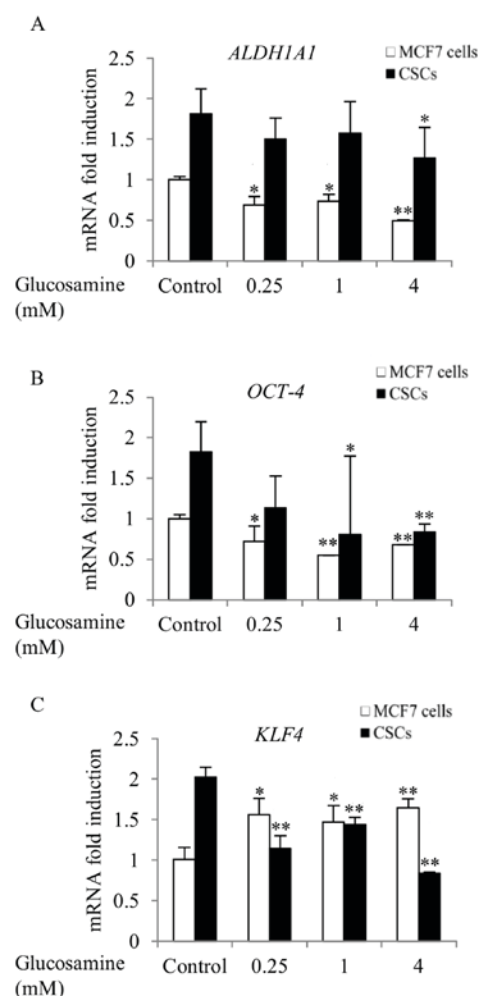 A
ALDH1A1
MCF7 cells
CSCs
mRNA fold induction
2.5
2
1.5
1
0.5
0
*
*
**
*
Glucosamine (mM)
Control 0.25 1 4
B
OCT-4
MCF7 cells
CSCs
mRNA fold induction
2.5
2
1.5
1
0.5
0
*
**
*
**
**
Glucosamine (mM)
Control 0.25 1 4
C
KLF4
MCF7 cells
CSCs
mRNA fold induction
2.5
2
1.5
1
0.5
0
*
**
*
**
**
**
Glucosamine (mM)
Control 0.25 1 4